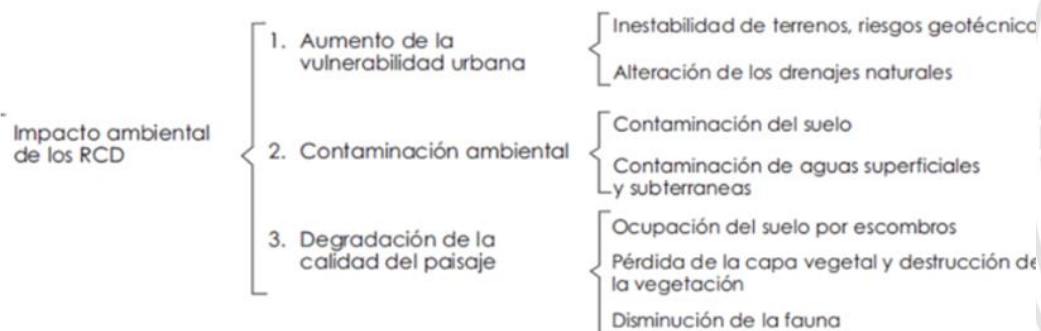 Impacto ambiental
de los RCD
1. Aumento de la
vulnerabilidad urbana
Inestabilidad de terrenos, riesgos geotécnico
Alteración de los drenajes naturales
2. Contaminación ambiental
Contaminación del suelo
Contaminación de aguas superficiales
y subterraneas
3. Degradación de la
calidad del paisaje
Ocupación del suelo por escombros
Pérdida de la capa vegetal y destrucción de
la vegetación
Disminución de la fauna